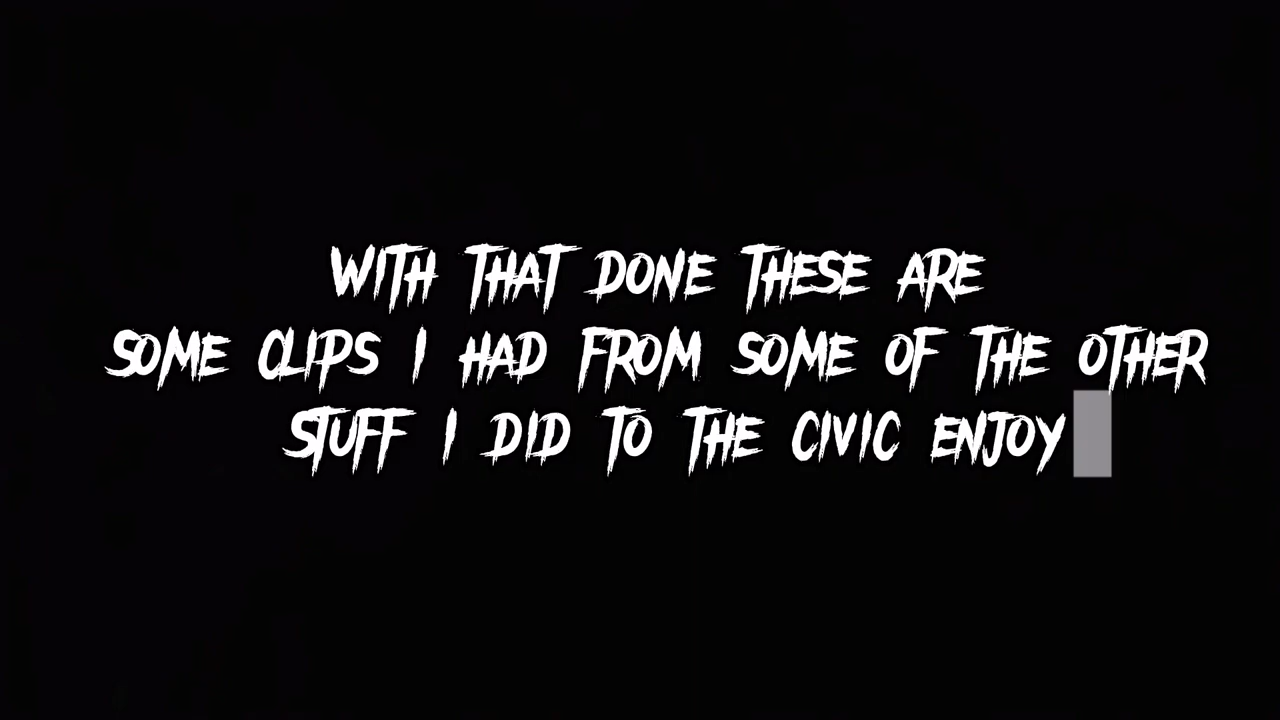 WITH THAT DONE THESE ARE
SOME CLIPS I HAD FROM SOME OF THE OTHER
STUFF I DID TO THE CIVIC ENJOY